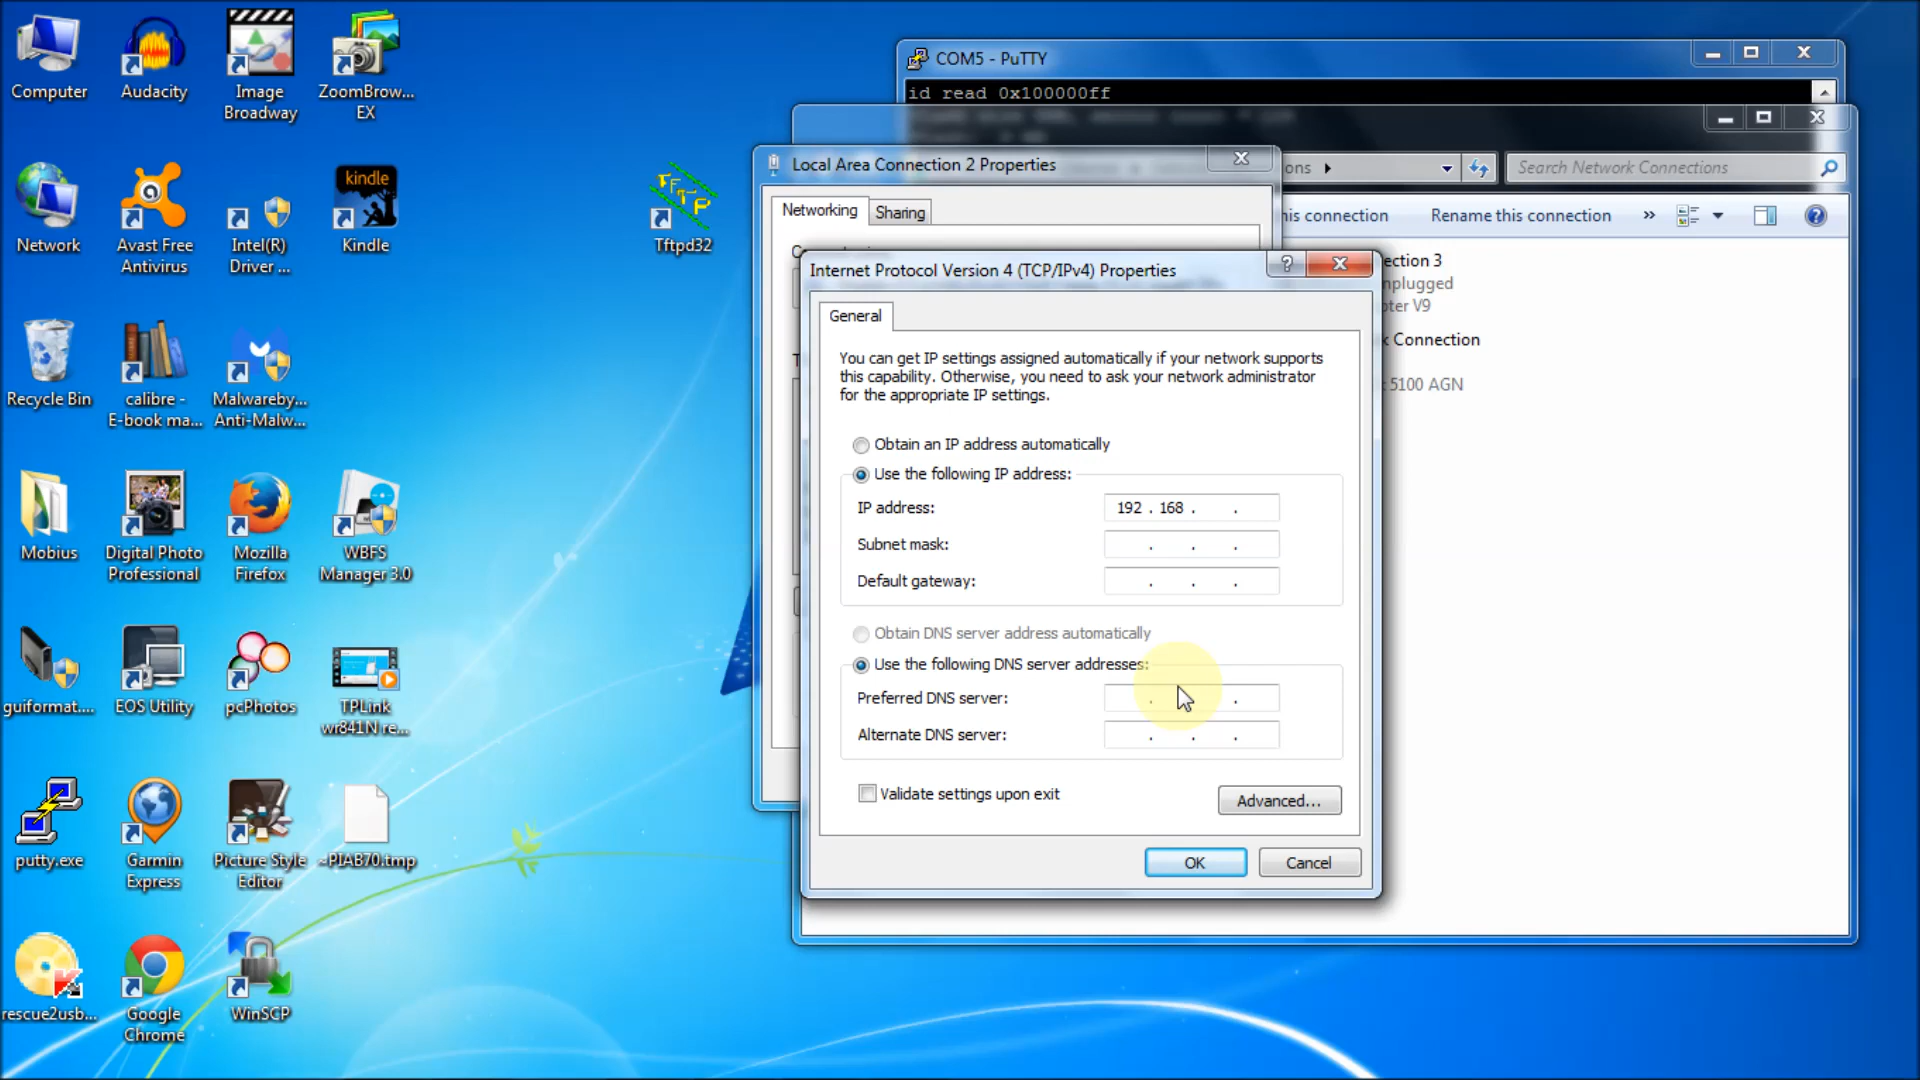 Computer
Audacity
Image
Broadway
ZoomBrow...
EX
Network
Avast Free
Antivirus
Intel(R)
Driver ...
kindle
Kindle
TFTP
Tftpd32
Recycle Bin
calibre -
E-book ma...
Malwareby...
Anti-Malw...
Mobius
Digital Photo
Professional
Mozilla
Firefox
WBFS
Manager 3.0
guiformat....
EOS Utility
pcPhotos
TPLink
wr841N re...
putty.exe
Garmin
Express
Picture Style
Editor
~PIAB70.tmp
rescue2usb...
Google
Chrome
WinSCP
COM5 - PuTTY
id read 0x100000ff
ons
Search Network Connections
his connection
Rename this connection
»
ection 3
nplugged
ter V9
k Connection
5100 AGN
Local Area Connection 2 Properties
Networking
Sharing
Internet Protocol Version 4 (TCP/IPv4) Properties
General
You can get IP settings assigned automatically if your network supports
this capability. Otherwise, you need to ask your network administrator
for the appropriate IP settings.
Obtain an IP address automatically
Use the following IP address:
IP address: 192 . 168 . .
Subnet mask: . . .
Default gateway: . . .
Obtain DNS server address automatically
Use the following DNS server addresses:
Preferred DNS server: . . .
Alternate DNS server: . . .
Validate settings upon exit
Advanced...
OK
Cancel